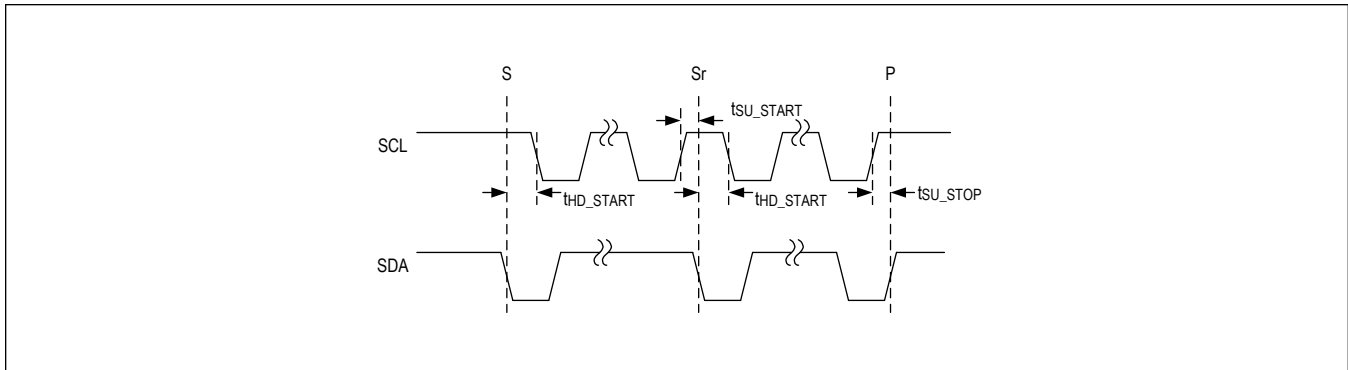 S Sr P
tSU_START
SCL
tHD_START tHD_START tSU_STOP
SDA